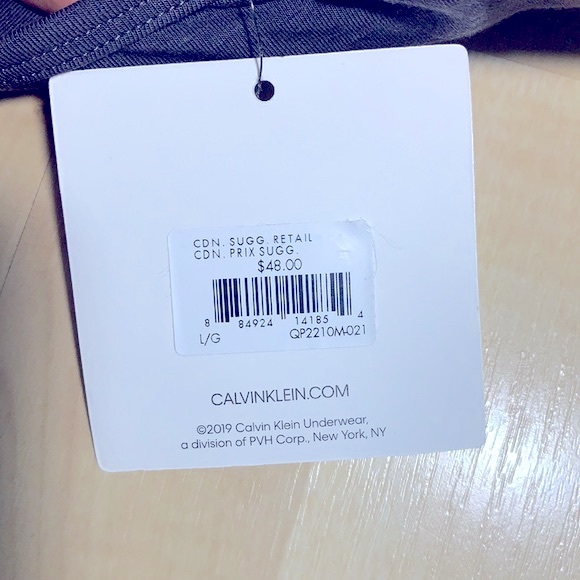 CDN. SUGG. RETAIL
CDN. PRIX SUGG.
$48.00
8 84924 14185 4
L/G QP2210M-021
CALVINKLEIN.COM
©2019 Calvin Klein Underwear,
a division of PVH Corp., New York, NY